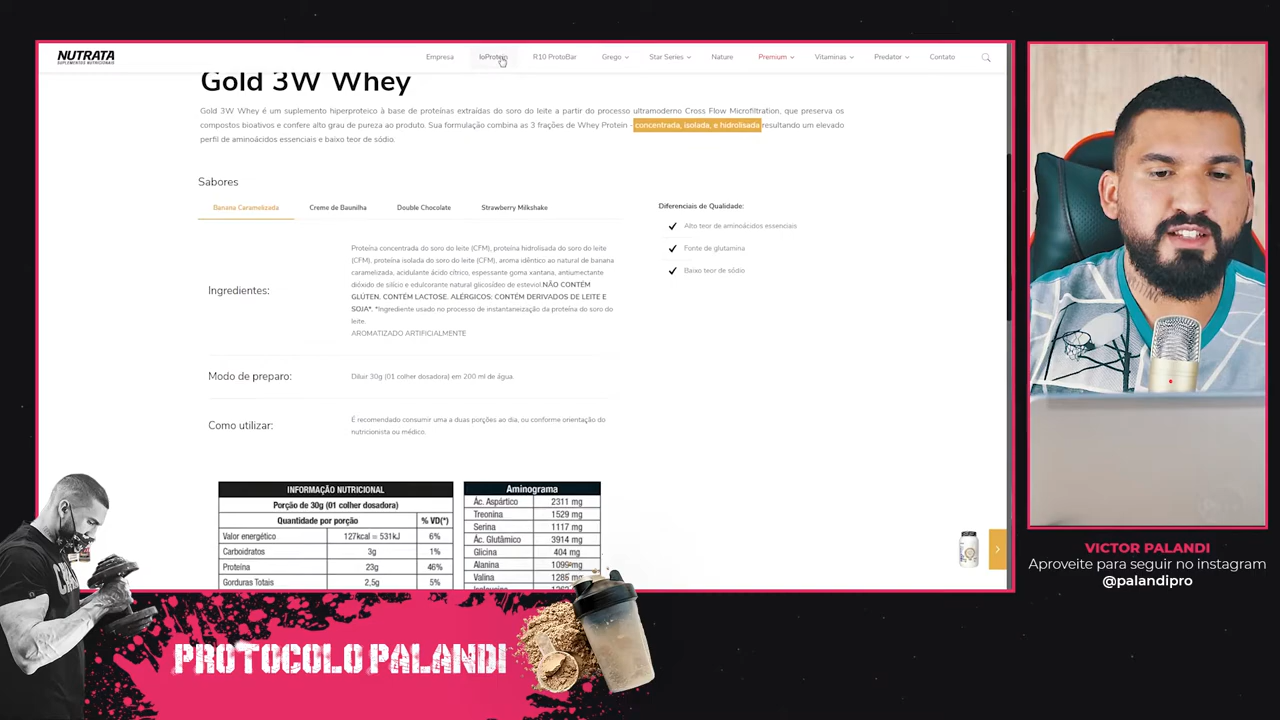 NUTRATA
SUPLEMENTOS NUTRICIONAIS
Empresa
IoProtein
R10 ProtoBar
Grego
Star Series
Nature
Premium
Vitaminas
Predator
Contato
Gold 3W Whey
Gold 3W Whey é um suplemento hiperproteico à base de proteínas extraídas do soro do leite a partir do processo ultramoderno Cross Flow Microfiltration, que preserva os
compostos bioativos e confere alto grau de pureza ao produto. Sua formulação combina as 3 frações de Whey Protein - concentrada, isolada, e hidrolisada resultando um elevado
perfil de aminoácidos essenciais e baixo teor de sódio.
Sabores
Banana Caramelizada
Creme de Baunilha
Double Chocolate
Strawberry Milkshake
Diferenciais de Qualidade:
Alto teor de aminoácidos essenciais
Fonte de glutamina
Baixo teor de sódio
Ingredientes:
Proteína concentrada do soro do leite (CFM), proteína hidrolisada do soro do leite
(CFM), proteína isolada do soro do leite (CFM), aroma idêntico ao natural de banana
caramelizada, acidulante ácido cítrico, espessante goma xantana, antiumectante
dióxido de silício e edulcorante natural glicosídeo de esteviol.NÃO CONTÉM
GLÚTEN, CONTÉM LACTOSE. ALÉRGICOS: CONTÉM DERIVADOS DE LEITE E
SOJA*. *Ingrediente usado no processo de instantaneização da proteína do soro do
leite.
AROMATIZADO ARTIFICIALMENTE
Modo de preparo:
Diluir 30g (01 colher dosadora) em 200 ml de água.
Como utilizar:
É recomendado consumir uma a duas porções ao dia, ou conforme orientação do
nutricionista ou médico.
INFORMAÇÃO NUTRICIONAL
Porção de 30g (01 colher dosadora)
Quantidade por porção % VD(*)
Valor energético 127kcal = 531kJ 6%
Carboidratos 3g 1%
Proteína 23g 46%
Gorduras Totais 2,5g 5%
Aminograma
Ác. Aspártico 2311 mg
Treonina 1529 mg
Serina 1117 mg
Ác. Glutâmico 3914 mg
Glicina 404 mg
Alanina 1099 mg
Valina 1285 mg
VICTOR PALANDI
Aproveite para seguir no instagram
@palandipro
PROTOCOLO PALANDI